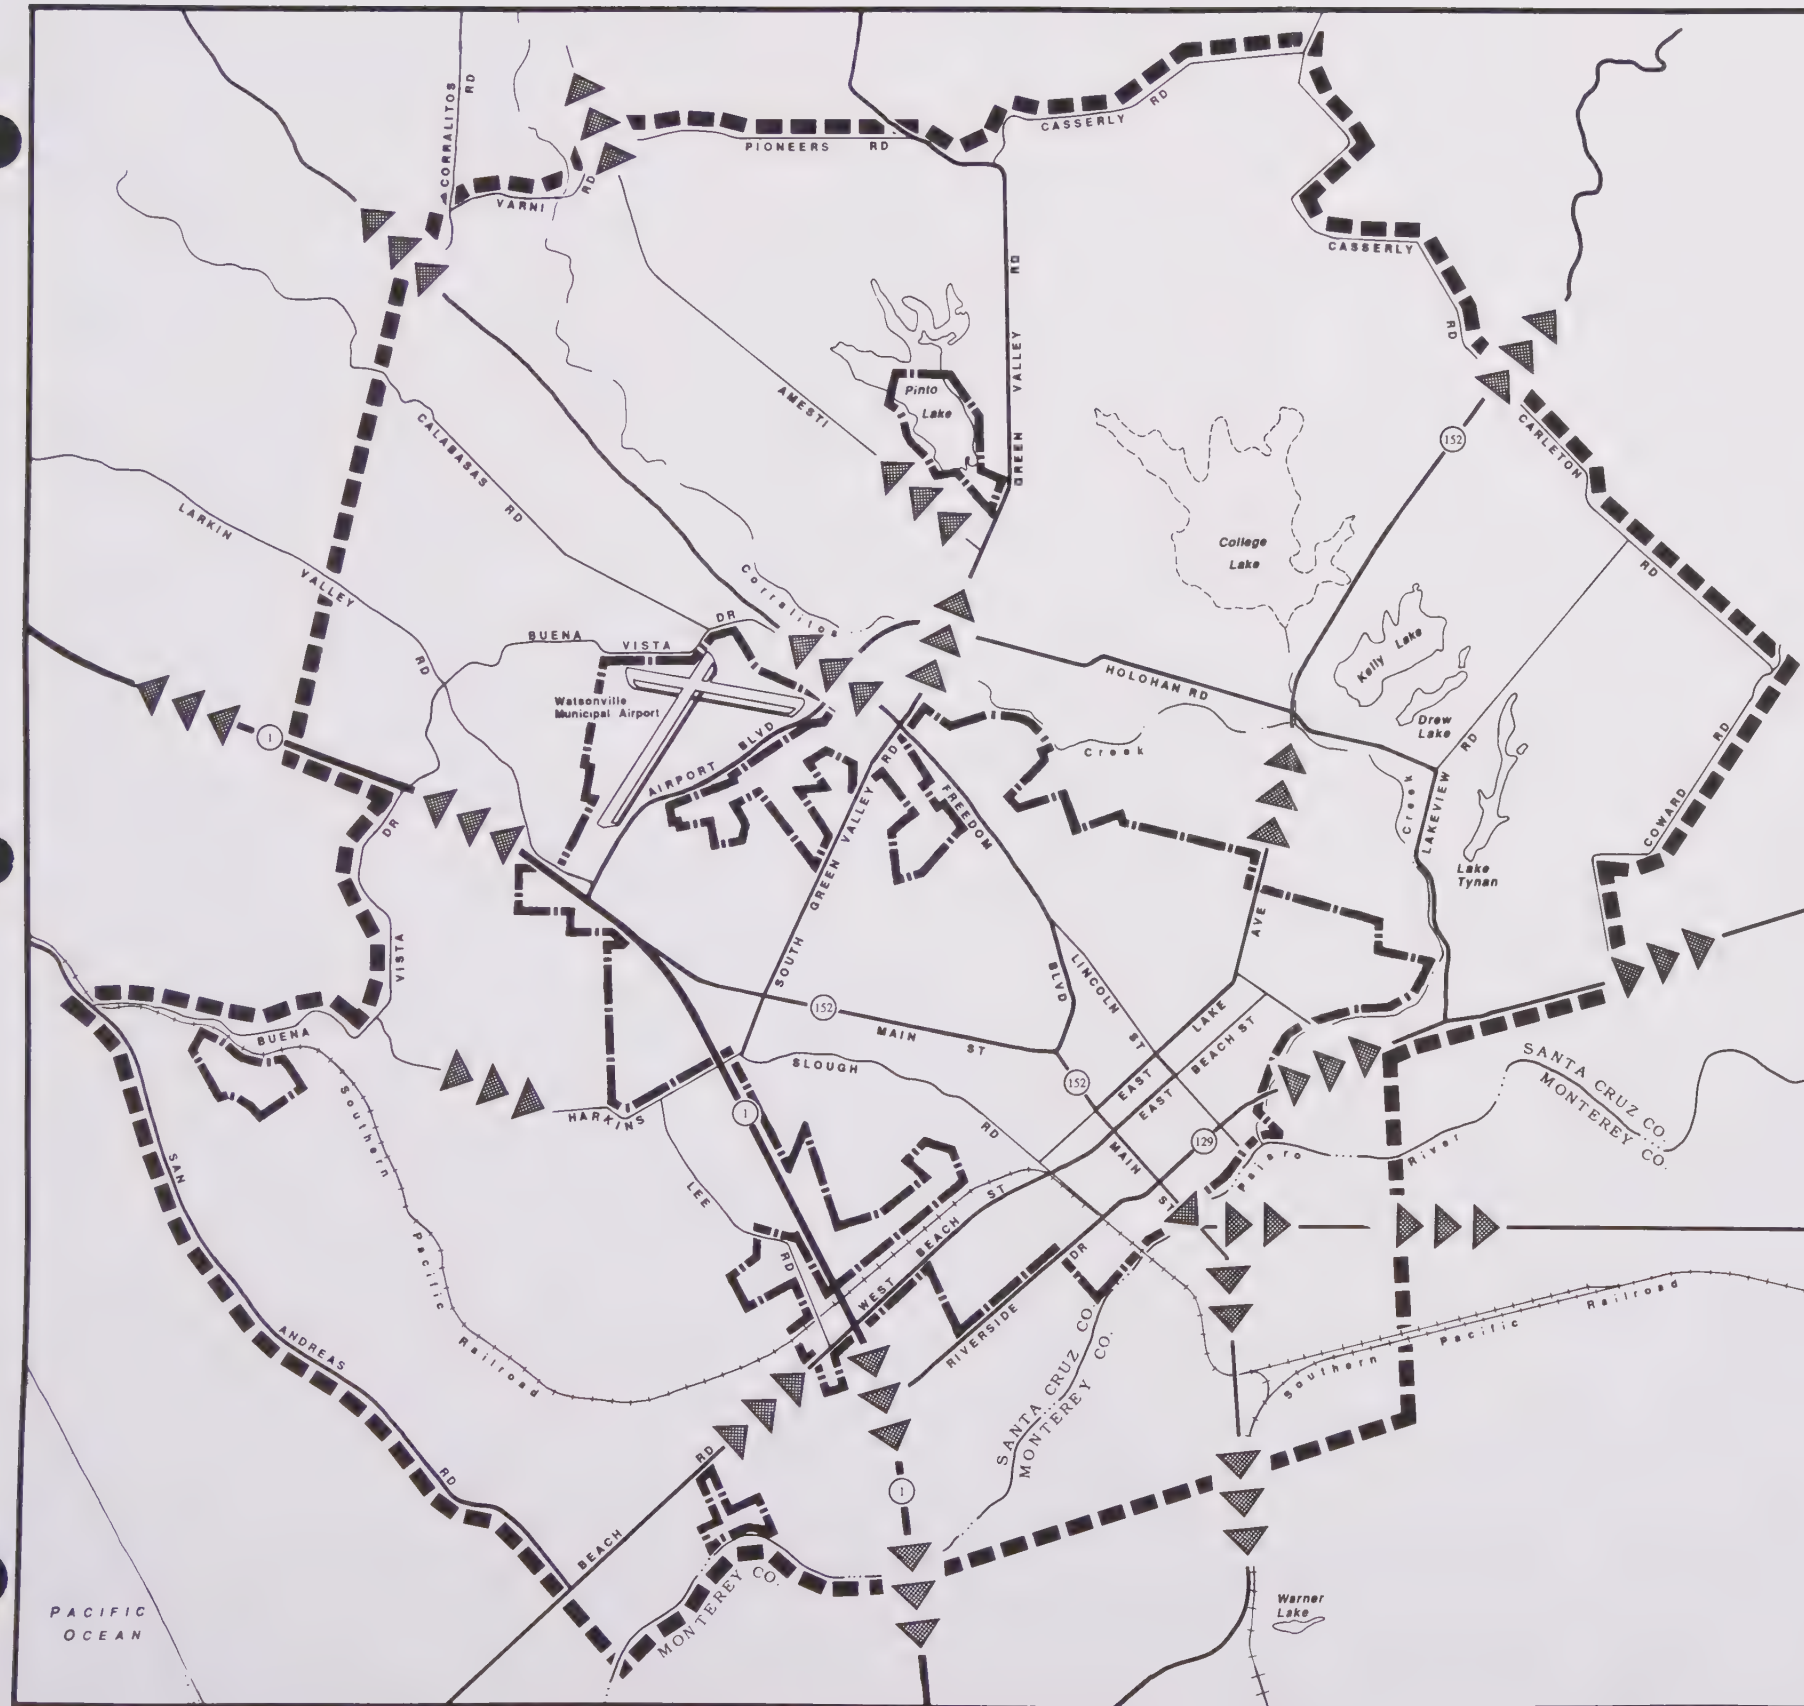 CORRALITOS RD
VARNI RD
PIONEERS RD
CASSERLY RD
CASSERLY RD
GREEN VALLEY RD
AMESTI
Pinto
Lake
152
CARLETON RD
CALABASAS RD
LARKIN VALLEY RD
College
Lake
Corralitos
BUENA VISTA DR
Watsonville
Municipal Airport
AIRPORT BLVD
HOLOHAN RD
Kelly Lake
Drew
Lake
RD
COWARD RD
1
Creek
Creek
LAKEVIEW
Lake
Tynan
DR
VISTA
BUENA
SOUTH GREEN VALLEY RD
FREEDOM BLVD
LINCOLN ST
AVE
LAKE
EAST
EAST BEACH ST
152
MAIN ST
152
MAIN ST
SLOUGH RD
HARKINS
1
LEE RD
129
Pajaro River
SANTA CRUZ CO.
MONTEREY CO.
Southern Pacific Railroad
SAN ANDREAS RD
WEST BEACH ST
RIVERSIDE DR
SANTA CRUZ CO.
MONTEREY CO.
Southern Pacific Railroad
BEACH RD
1
MONTEREY CO.
PACIFIC
OCEAN
Warner
Lake